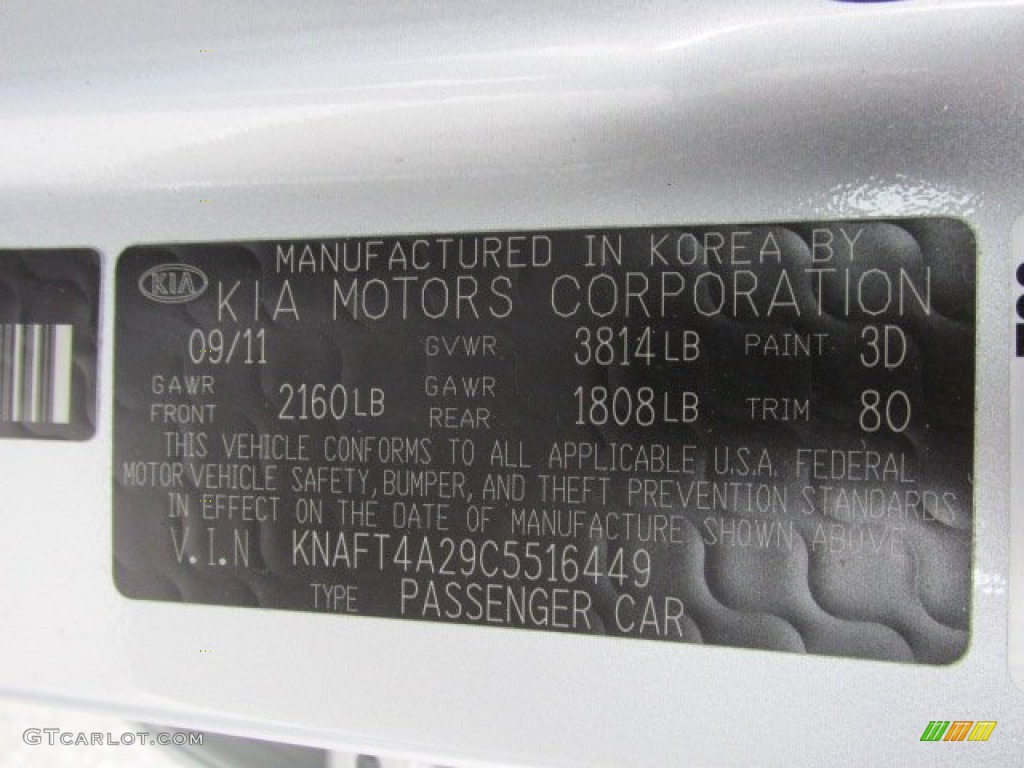 MANUFACTURED IN KOREA BY
KIA KIA MOTORS CORPORATION
09/11 GVWR 3814LB PAINT 3D
GAWR FRONT 2160LB GAWR REAR 1808LB TRIM 80
THIS VEHICLE CONFORMS TO ALL APPLICABLE U.S.A. FEDERAL
MOTOR VEHICLE SAFETY, BUMPER, AND THEFT PREVENTION STANDARDS
IN EFFECT ON THE DATE OF MANUFACTURE SHOWN ABOVE
V.I.N KNAFT4A29C5516449
TYPE PASSENGER CAR
GTCARLOT.COM